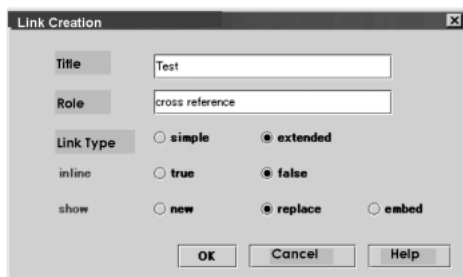 Link Creation
Title Test
Role cross reference
Link Type simple extended
inline true false
show new replace embed
OK Cancel Help